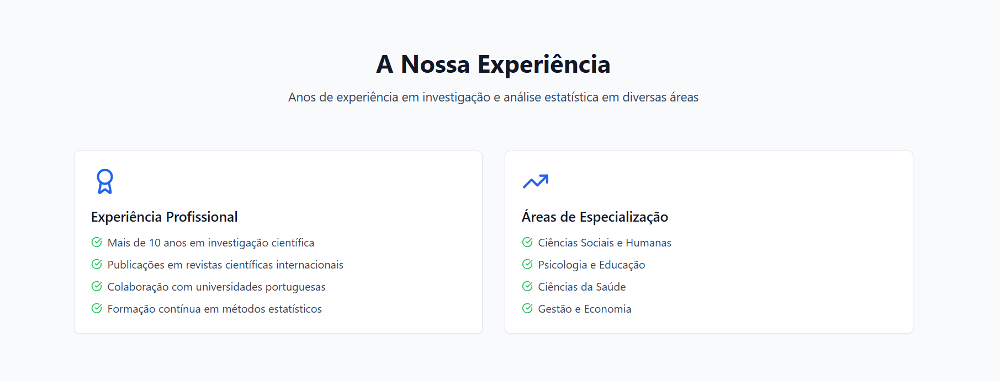 A Nossa Experiência
Anos de experiência em investigação e análise estatística em diversas áreas
Experiência Profissional
Mais de 10 anos em investigação científica
Publicações em revistas científicas internacionais
Colaboração com universidades portuguesas
Formação contínua em métodos estatísticos
Áreas de Especialização
Ciências Sociais e Humanas
Psicologia e Educação
Ciências da Saúde
Gestão e Economia